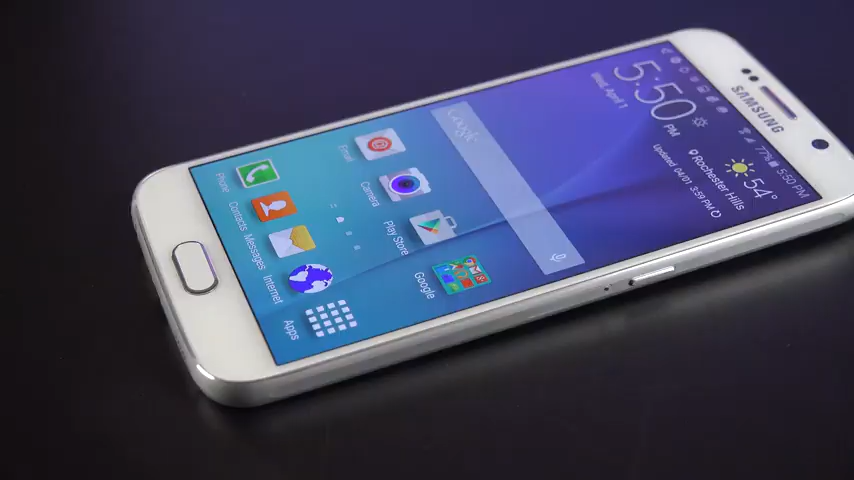 SAMSUNG
77% 5:50 PM
5:50 PM
Wed, April 1
54°
Rochester Hills
Updated 04/01 3:59 PM
Google
Email
Camera
Play Store
Google
Phone
Contacts
Messages
Internet
Apps